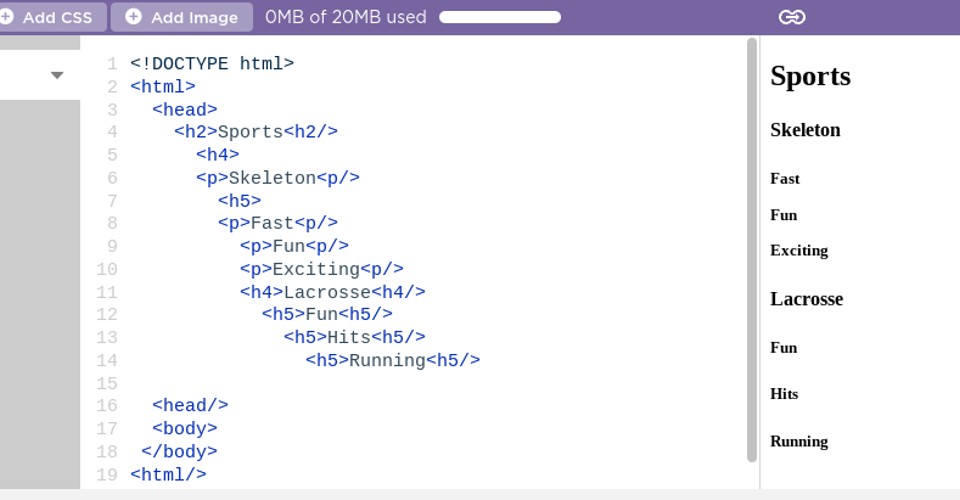 Add CSS Add Image 0MB of 20MB used
1 <!DOCTYPE html>
2 <html>
3 <head>
4 <h2>Sports<h2/>
5 <h4>
6 <p>Skeleton<p/>
7 <h5>
8 <p>Fast<p/>
9 <p>Fun<p/>
10 <p>Exciting<p/>
11 <h4>Lacrosse<h4/>
12 <h5>Fun<h5/>
13 <h5>Hits<h5/>
14 <h5>Running<h5/>
15
16 <head/>
17 <body>
18 </body>
19 <html/>
Sports
Skeleton
Fast
Fun
Exciting
Lacrosse
Fun
Hits
Running